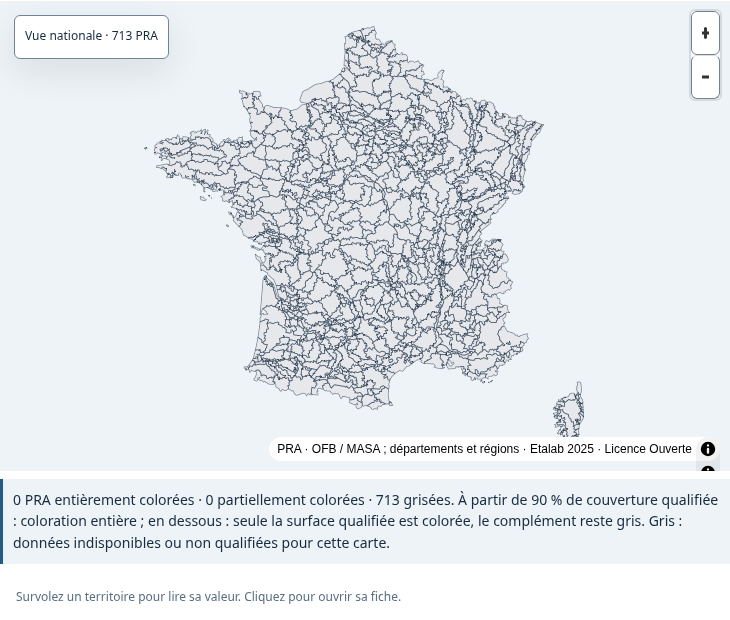 Vue nationale · 713 PRA
+
-
PRA · OFB / MASA ; départements et régions · Etalab 2025 · Licence Ouverte
0 PRA entièrement colorées · 0 partiellement colorées · 713 grisées. À partir de 90 % de couverture qualifiée
: coloration entière ; en dessous : seule la surface qualifiée est colorée, le complément reste gris. Gris :
données indisponibles ou non qualifiées pour cette carte.
Survolez un territoire pour lire sa valeur. Cliquez pour ouvrir sa fiche.